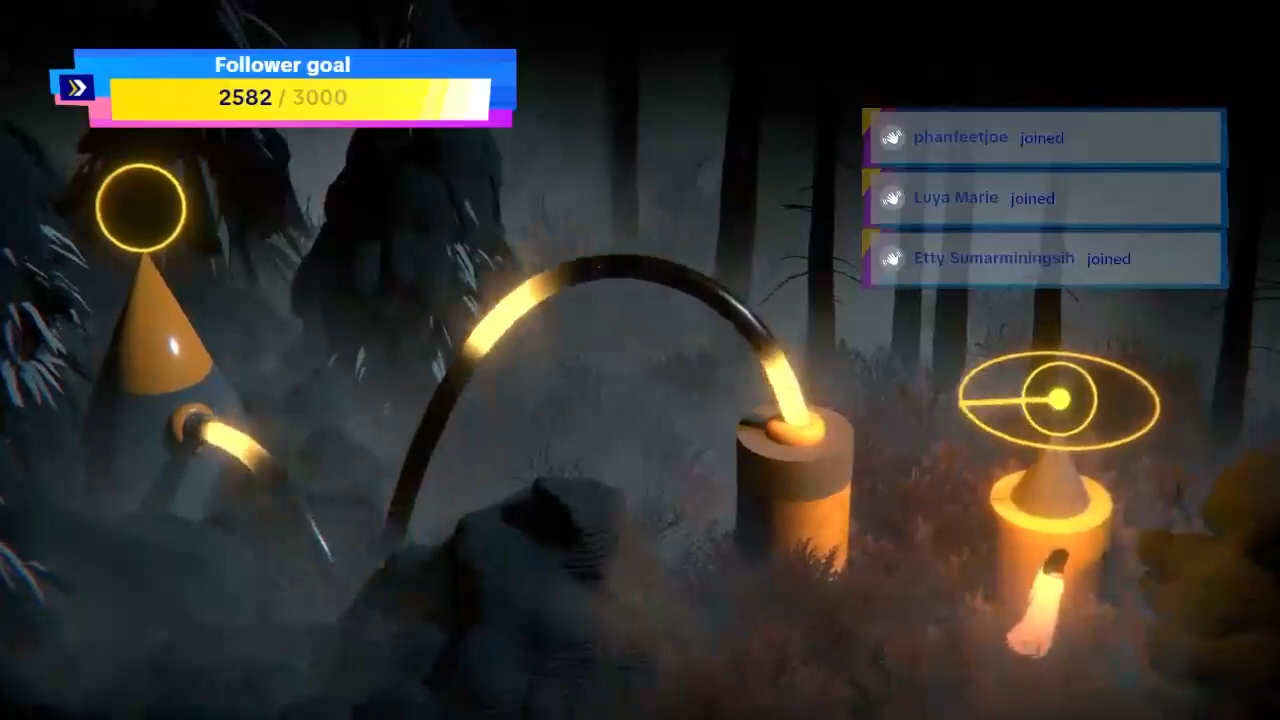 Follower goal
2582 / 3000
phanfeetjoe joined
Luya Marie joined
Etty Sumarminingsih joined